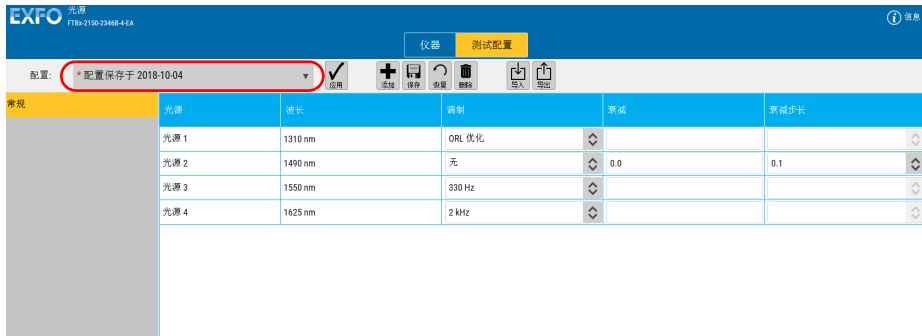 EXFO 光源
FTBx-2150-23468-4-EA
信息
仪器 测试配置
配置: * 配置保存于 2018-10-04
应用 添加 保存 恢复 删除 导入 导出
常规
光源 波长 调制 衰减 衰减步长
光源 1 1310 nm ORL 优化
光源 2 1490 nm 无 0.0 0.1
光源 3 1550 nm 330 Hz
光源 4 1625 nm 2 kHz